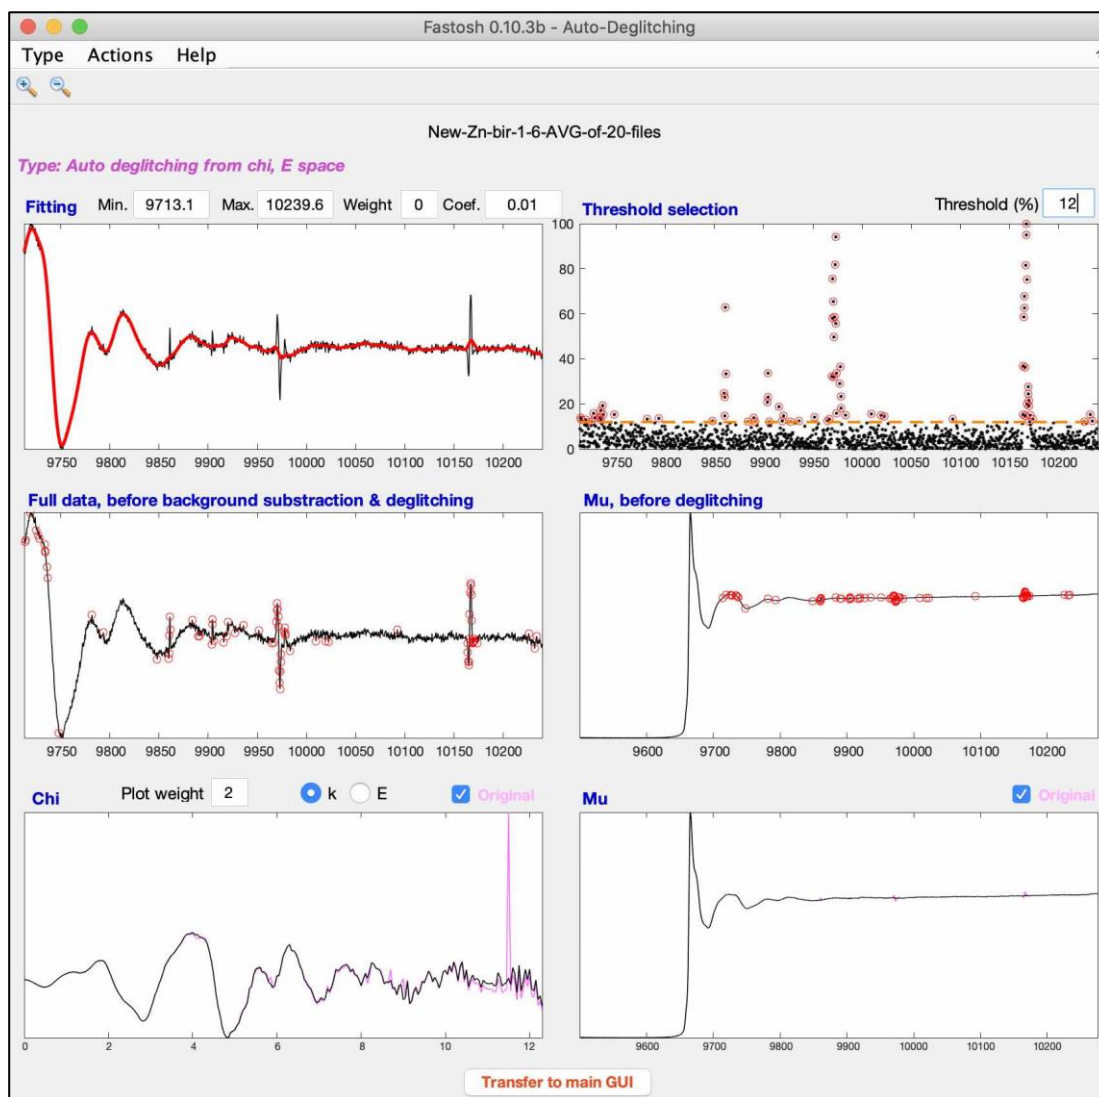 Fastosh 0.10.3b - Auto-Deglitching
Type Actions Help
New-Zn-bir-1-6-AVG-of-20-files
Type: Auto deglitching from chi, E space
Fitting Min. 9713.1 Max. 10239.6 Weight 0 Coef. 0.01
100
80
60
40
20
0
9750 9800 9850 9900 9950 10000 10050 10100 10150 10200
Threshold selection Threshold (%) 12
9750 9800 9850 9900 9950 10000 10050 10100 10150 10200
Full data, before background substraction & deglitching
9750 9800 9850 9900 9950 10000 10050 10100 10150 10200
Mu, before deglitching
9600 9700 9800 9900 10000 10100 10200
Chi Plot weight 2 k E Original
0 2 4 6 8 10 12
Mu Original
9600 9700 9800 9900 10000 10100 10200
Transfer to main GUI